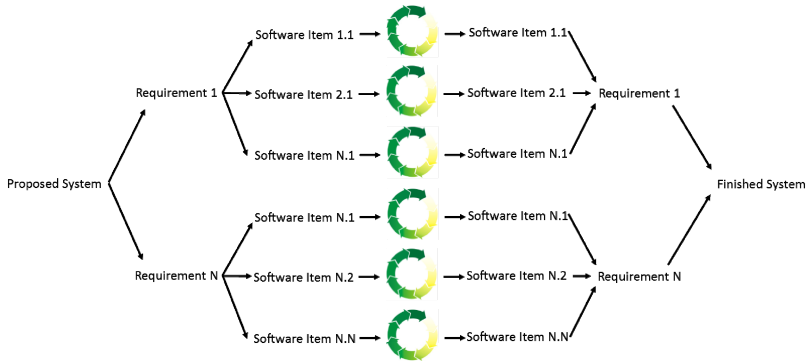 Software Item 1.1
Software Item 1.1
Requirement 1
Software Item 2.1
Software Item 2.1
Requirement 1
Software Item N.1
Software Item N.1
Proposed System
Finished System
Software Item N.1
Software Item N.1
Requirement N
Software Item N.2
Software Item N.2
Requirement N
Software Item N.N
Software Item N.N